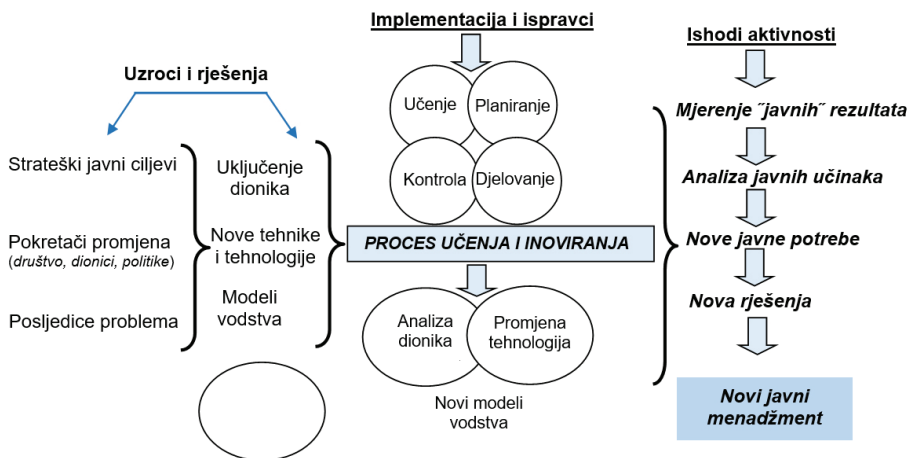 Uzroci i rješenja
Strateški javni ciljevi
Pokretači promjena
(društvo, dionici, politike)
Posljedice problema
Uključenje
dionika
Nove tehnike
i tehnologije
Modeli
vodstva
Implementacija i ispravci
Učenje
Planiranje
Kontrola
Djelovanje
PROCES UČENJA I INOVIRANJA
Analiza
dionika
Promjena
tehnologija
Novi modeli
vodstva
Ishodi aktivnosti
Mjerenje ˝javnih˝ rezultata
Analiza javnih učinaka
Nove javne potrebe
Nova rješenja
Novi javni
menadžment